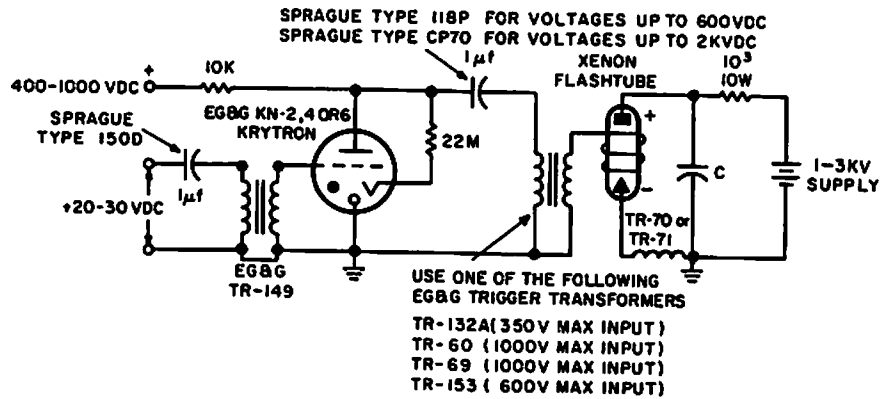 SPRAGUE TYPE 118P FOR VOLTAGES UP TO 600VDC
SPRAGUE TYPE CP70 FOR VOLTAGES UP TO 2KVDC
1µf
XENON
FLASHTUBE
10³
10W
10K
+
400-1000 VDC
EG&G KN-2,4 OR6
KRYTRON
SPRAGUE
TYPE 150D
22M
+
1µf
C
1-3KV
SUPPLY
+20-30 VDC
-
TR-70 or
TR-71
EG&G
TR-149
USE ONE OF THE FOLLOWING
EG&G TRIGGER TRANSFORMERS
TR-132A(350V MAX INPUT)
TR-60 (1000V MAX INPUT)
TR-69 (1000V MAX INPUT)
TR-153 ( 600V MAX INPUT)